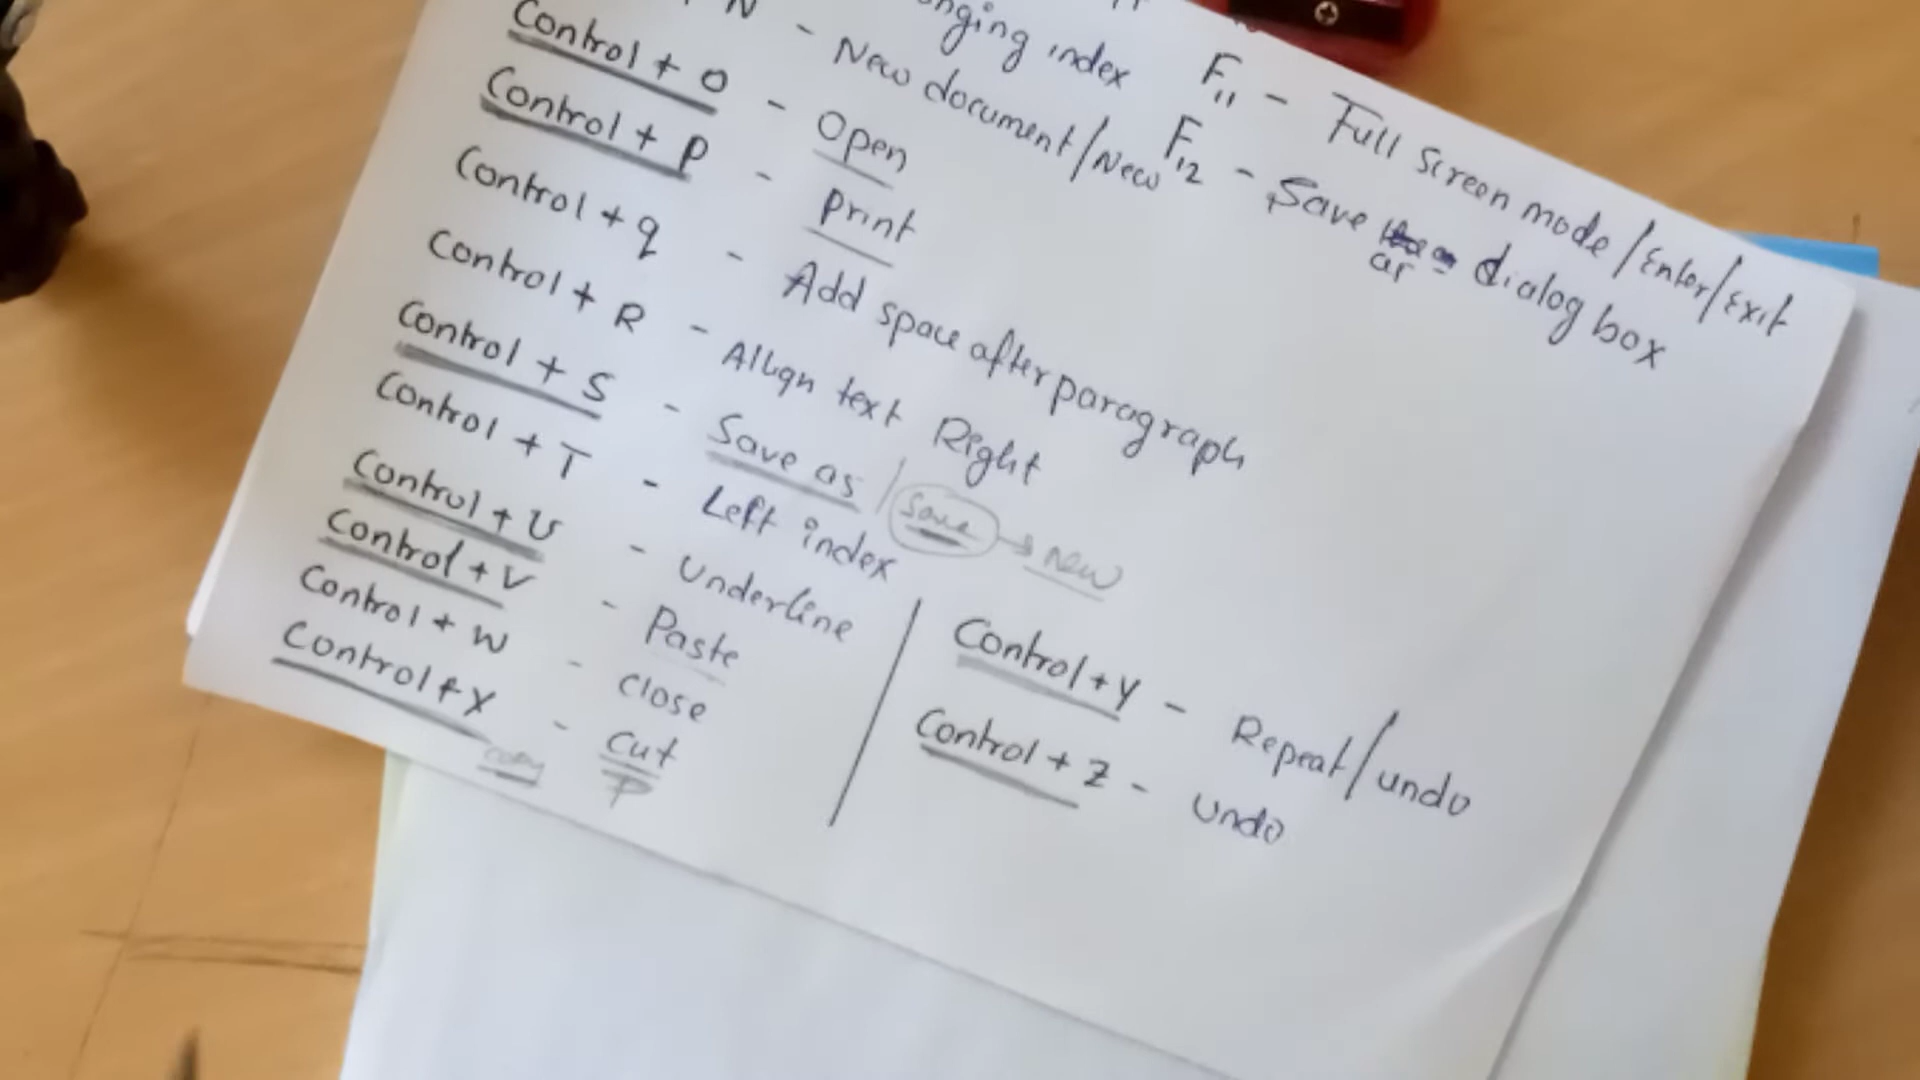 index
N - New document/New
Control + O - Open
Control + P - Print
Control + q - Add space after paragraph
Control + R - Allign text Right
Control + S - Save as / Save → new
Control + T - Left index
Control + U - Underline
Control + V - Paste
Control + W - Close
Control + X - Cut
copy P
F11 - Full Screen mode/Enter/Exit
F12 - Save as dialog box
Control + Y - Repeat/undo
Control + Z - Undo